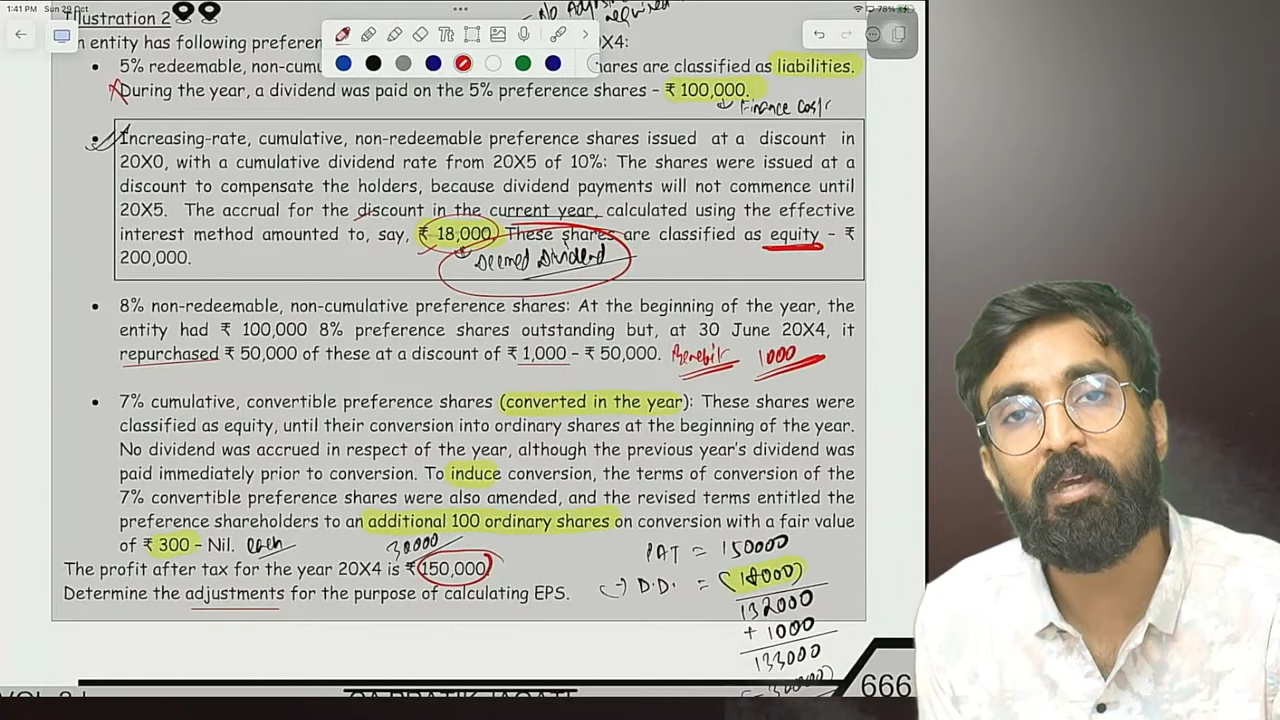 1:41 PM Sun 29 Oct
78%
Illustration 2
No
required
n entity has following prefere
0X4:
5% redeemable, non-cumu hares are classified as liabilities.
During the year, a dividend was paid on the 5% preference shares – ₹ 100,000.
Finance Cost
Increasing-rate, cumulative, non-redeemable preference shares issued at a discount in
20X0, with a cumulative dividend rate from 20X5 of 10%: The shares were issued at a
discount to compensate the holders, because dividend payments will not commence until
20X5. The accrual for the discount in the current year, calculated using the effective
interest method amounted to, say, ₹ 18,000. These shares are classified as equity – ₹
200,000.
Deemed Dividend
8% non-redeemable, non-cumulative preference shares: At the beginning of the year, the
entity had ₹ 100,000 8% preference shares outstanding but, at 30 June 20X4, it
repurchased ₹ 50,000 of these at a discount of ₹ 1,000 – ₹ 50,000. Benefit 1000
7% cumulative, convertible preference shares (converted in the year): These shares were
classified as equity, until their conversion into ordinary shares at the beginning of the year.
No dividend was accrued in respect of the year, although the previous year's dividend was
paid immediately prior to conversion. To induce conversion, the terms of conversion of the
7% convertible preference shares were also amended, and the revised terms entitled the
preference shareholders to an additional 100 ordinary shares on conversion with a fair value
of ₹ 300 – Nil. each
30000
The profit after tax for the year 20X4 is ₹ 150,000.
Determine the adjustments for the purpose of calculating EPS.
PAT = 150000
(-) D.D. = (18000)
132000
+ 1000
133000
666